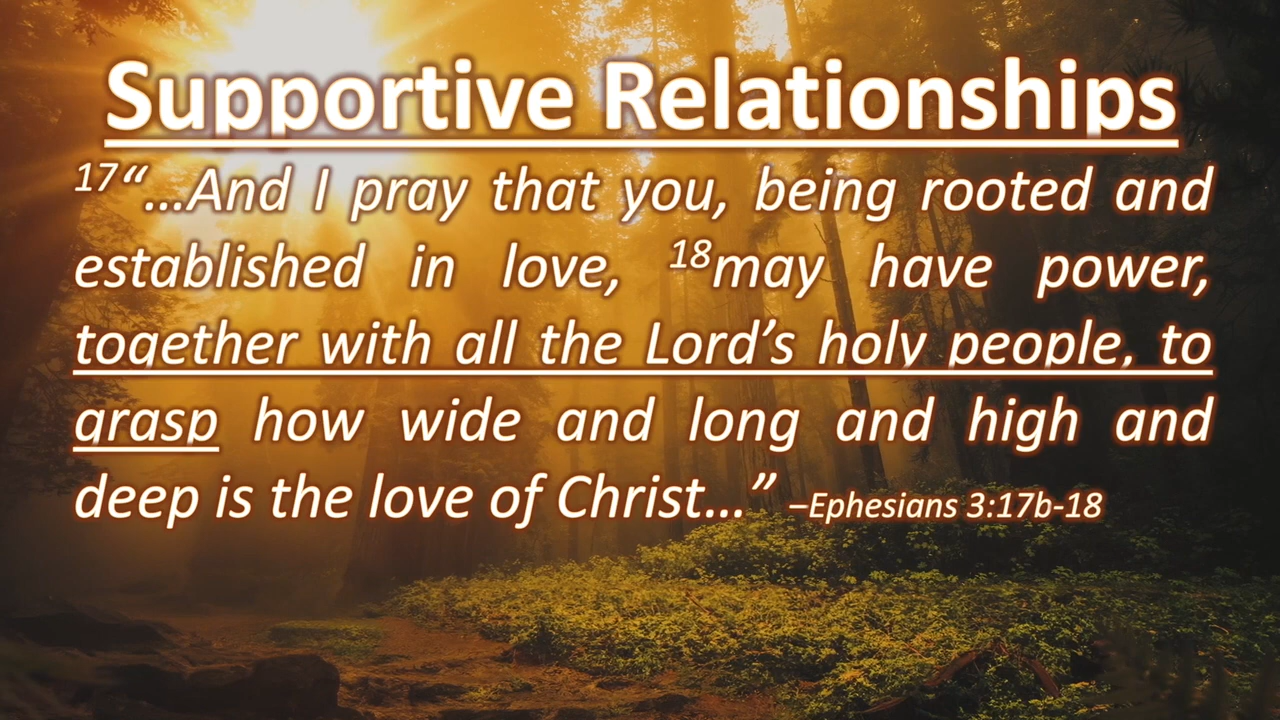 Supportive Relationships
17“…And I pray that you, being rooted and
established in love, 18may have power,
together with all the Lord’s holy people, to
grasp how wide and long and high and
deep is the love of Christ…” –Ephesians 3:17b-18